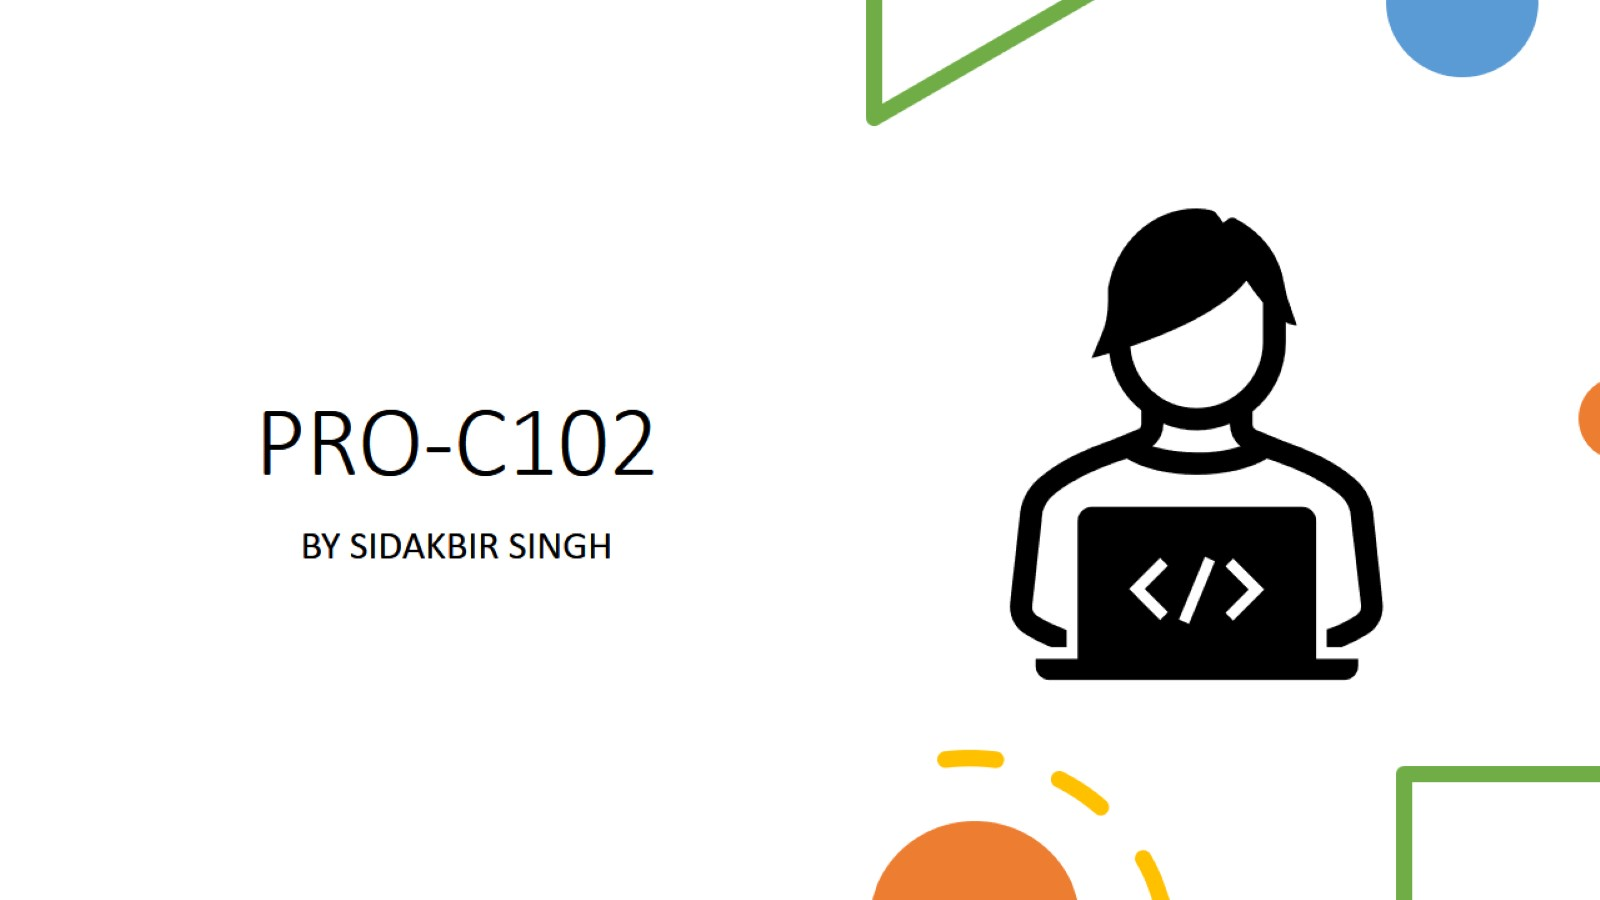 PRO-C102
BY SIDAKBIR SINGH
</>